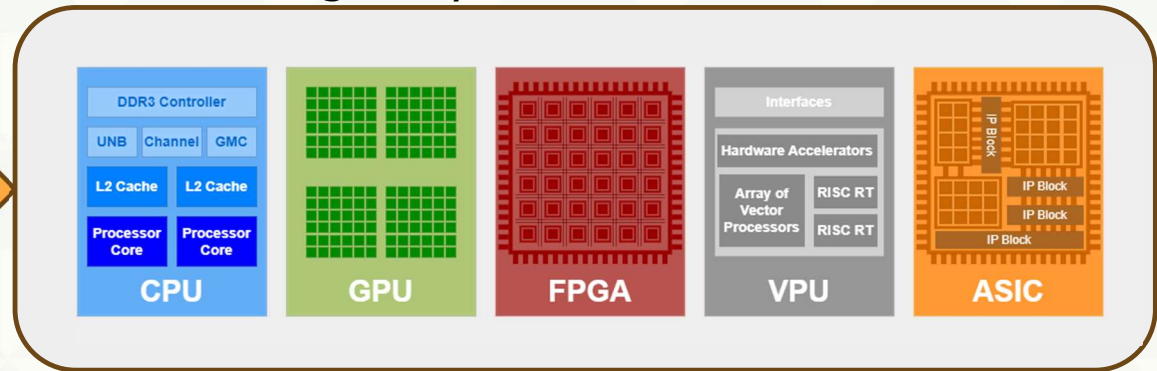 DDR3 Controller
UNB Channel GMC
L2 Cache L2 Cache
Processor Core Processor Core
CPU
GPU
FPGA
Interfaces
Hardware Accelerators
Array of Vector Processors
RISC RT
RISC RT
VPU
IP Block
IP Block
IP Block
IP Block
ASIC